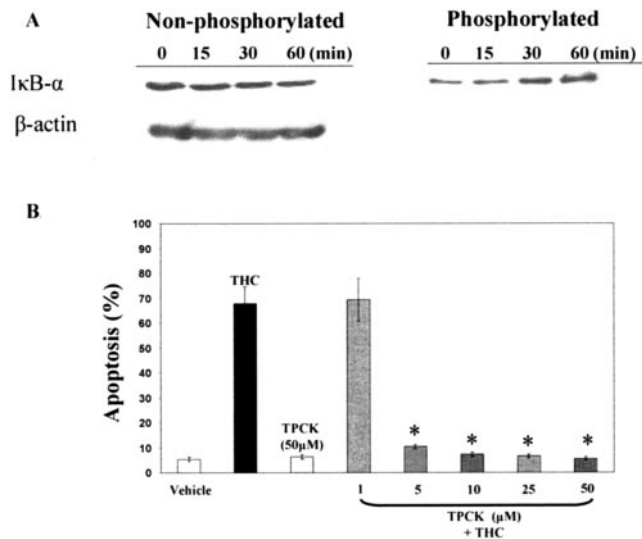 A
Non-phosphorylated
Phosphorylated
0 15 30 60 (min)
0 15 30 60 (min)
IκB-α
β-actin
B
Apoptosis (%)
100
90
80
70
60
50
40
30
20
10
0
THC
TPCK
(50μM)
* * * *
Vehicle
1 5 10 25 50
TPCK (μM)
+ THC